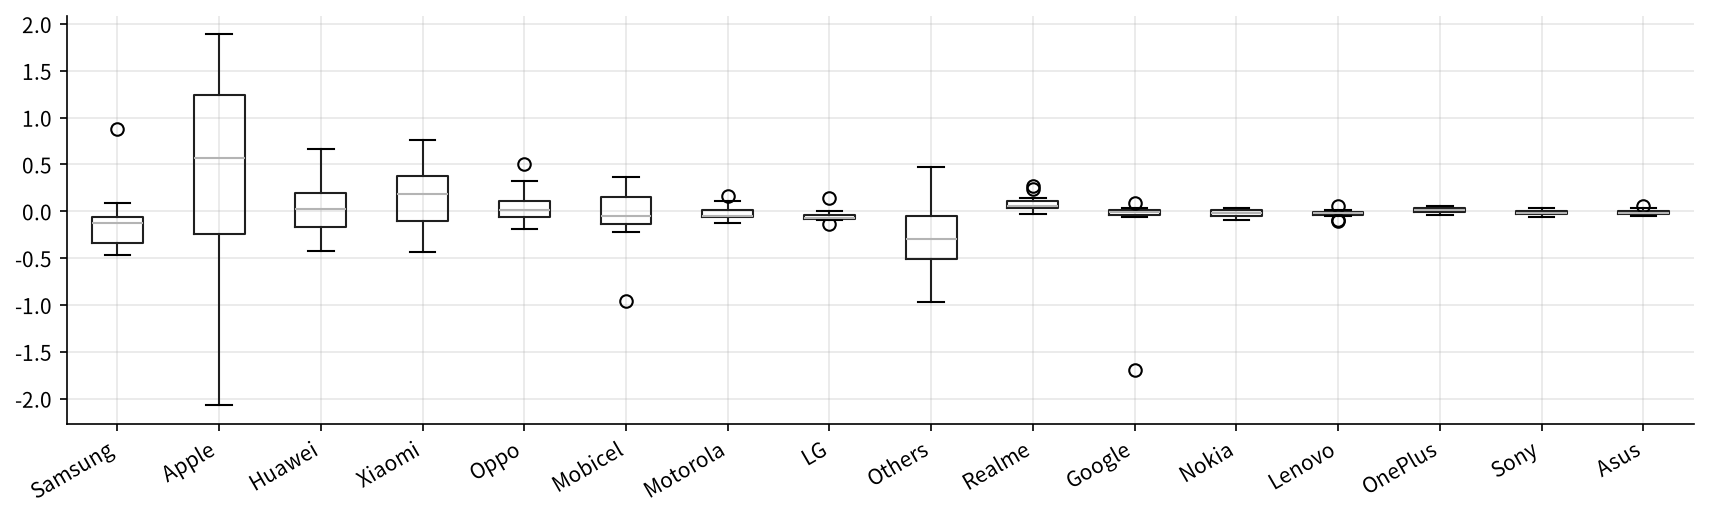 2.0
1.5
1.0
0.5
0.0
-0.5
-1.0
-1.5
-2.0
Samsung
Apple
Huawei
Xiaomi
Oppo
Mobicel
Motorola
LG
Others
Realme
Google
Nokia
Lenovo
OnePlus
Sony
Asus